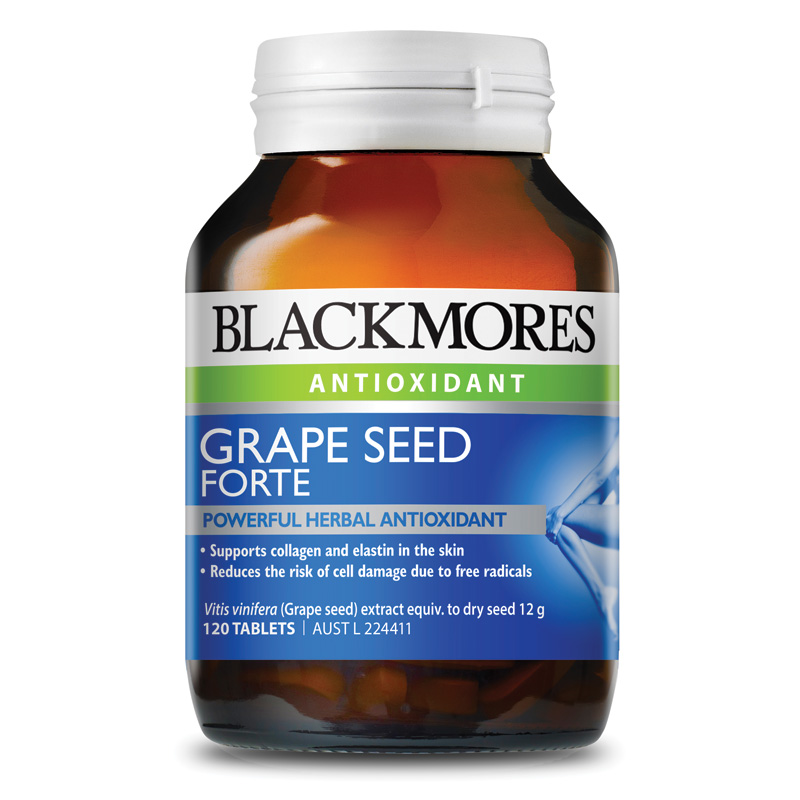 BLACKMORES
ANTIOXIDANT
GRAPE SEED
FORTE
POWERFUL HERBAL ANTIOXIDANT
• Supports collagen and elastin in the skin
• Reduces the risk of cell damage due to free radicals
Vitis vinifera (Grape seed) extract equiv. to dry seed 12 g
120 TABLETS | AUST L 224411